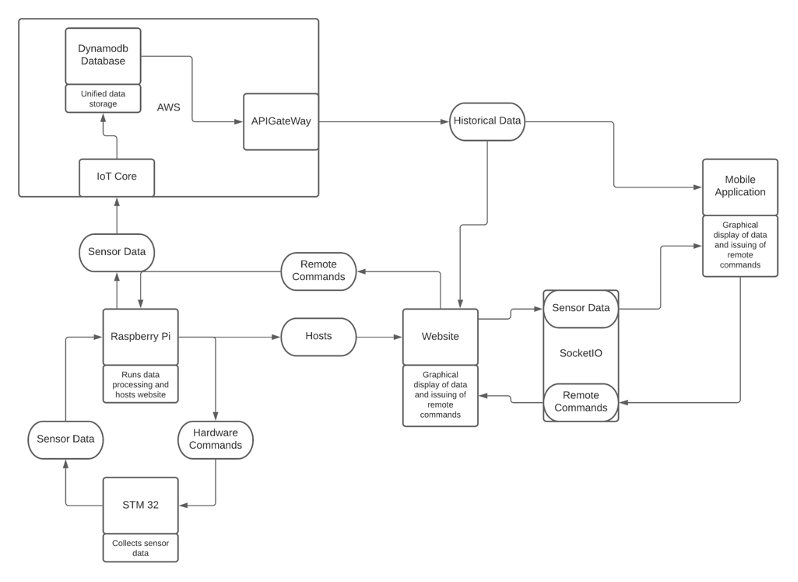 Dynamodb
Database
Unified data
storage
AWS
APIGateWay
IoT Core
Historical Data
Mobile
Application
Graphical
display of data
and issuing of
remote
commands
Sensor Data
Remote
Commands
Raspberry Pi
Runs data
processing and
hosts website
Hosts
Website
Graphical
display of data
and issuing of
remote
commands
Sensor Data
SocketIO
Remote
Commands
Sensor Data
Hardware
Commands
STM 32
Collects sensor
data